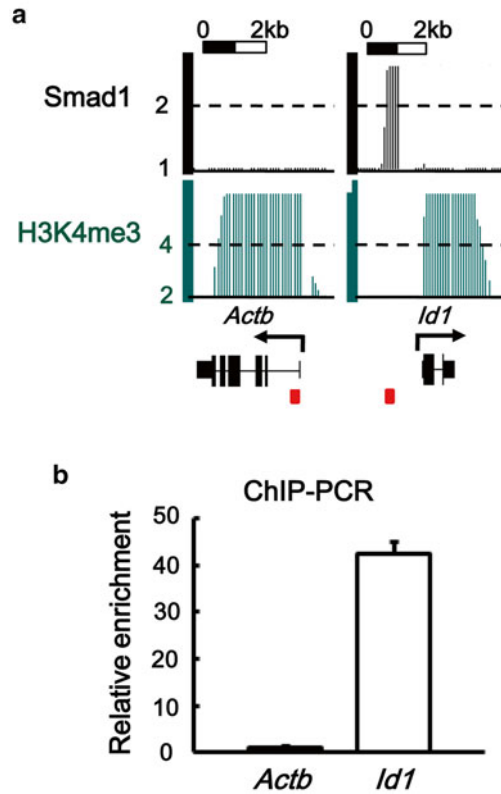 a
0 2kb 0 2kb
Smad1
2
1
H3K4me3
4
2
Actb Id1
b
ChIP-PCR
Relative enrichment
50
40
30
20
10
0
Actb Id1